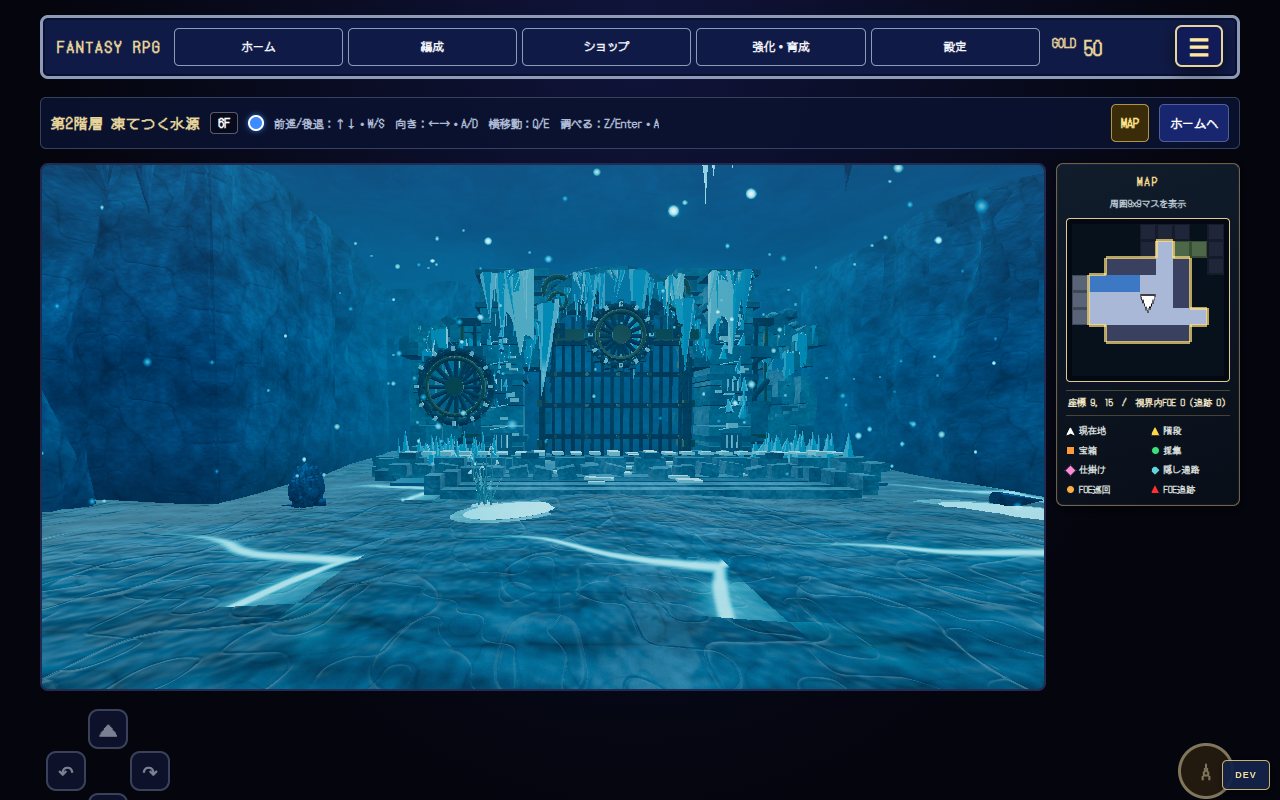 FANTASY RPG
ホーム
編成
ショップ
強化・育成
設定
GOLD 50
第2階層 凍てつく水源
6F
前進/後退：↑↓・W/S 向き：←→・A/D 横移動：Q/E 調べる：Z/Enter・A
MAP
ホームへ
MAP
周囲9x9マスを表示
座標 9, 15 / 視界内FOE 0 (追跡 0)
現在地
階段
宝箱
採集
仕掛け
隠し通路
FOE巡回
FOE追跡
A
DEV